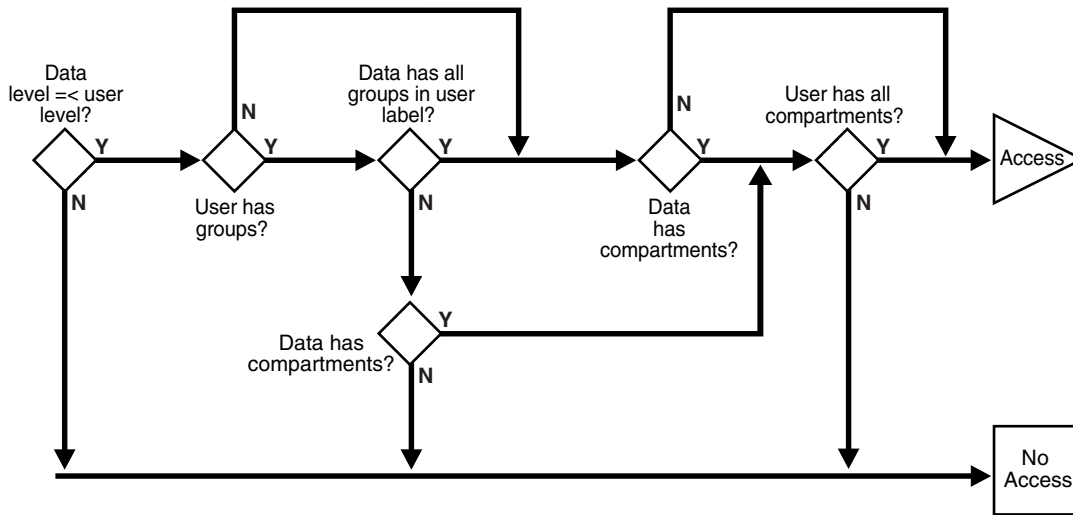 Data
level =< user
level?
Y
N
N
Y
User has
groups?
Data has all
groups in user
label?
Y
N
Data has
compartments?
Y
N
N
Y
Data
has
compartments?
User has all
compartments?
Y
N
Access
No
Access